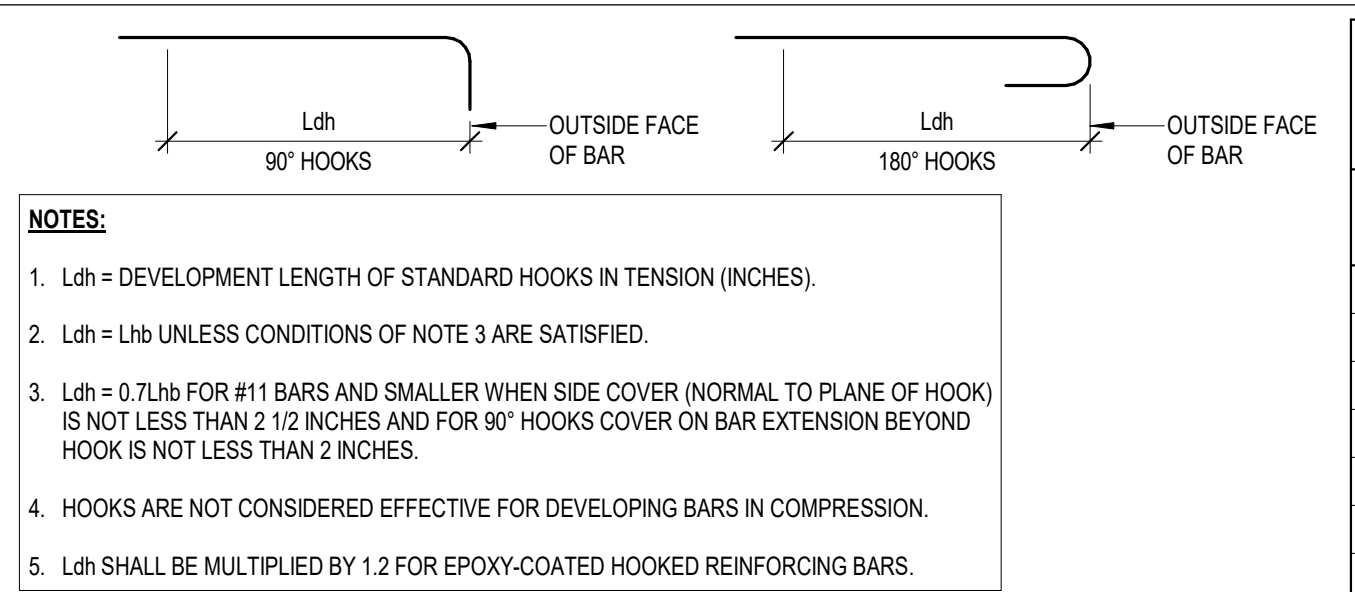 Ldh
90° HOOKS
OUTSIDE FACE
OF BAR
Ldh
180° HOOKS
OUTSIDE FACE
OF BAR
NOTES:
1. Ldh = DEVELOPMENT LENGTH OF STANDARD HOOKS IN TENSION (INCHES).
2. Ldh = Lhb UNLESS CONDITIONS OF NOTE 3 ARE SATISFIED.
3. Ldh = 0.7Lhb FOR #11 BARS AND SMALLER WHEN SIDE COVER (NORMAL TO PLANE OF HOOK)
IS NOT LESS THAN 2 1/2 INCHES AND FOR 90° HOOKS COVER ON BAR EXTENSION BEYOND
HOOK IS NOT LESS THAN 2 INCHES.
4. HOOKS ARE NOT CONSIDERED EFFECTIVE FOR DEVELOPING BARS IN COMPRESSION.
5. Ldh SHALL BE MULTIPLIED BY 1.2 FOR EPOXY-COATED HOOKED REINFORCING BARS.